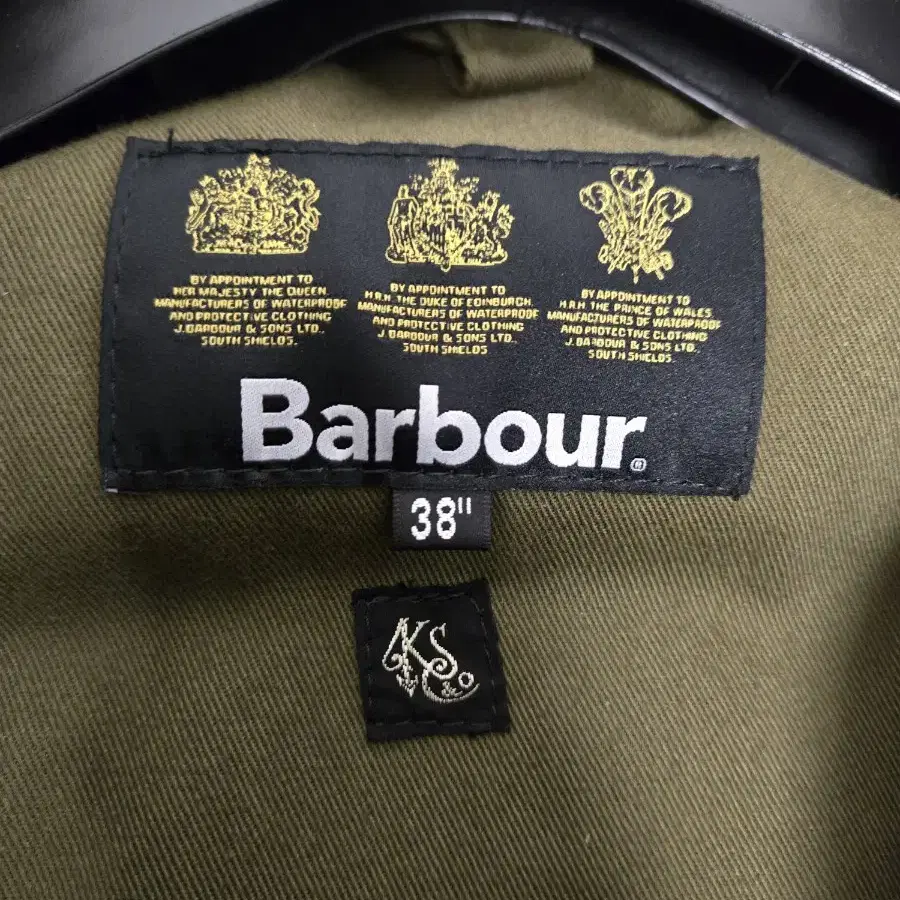 BY APPOINTMENT TO
HER MAJESTY THE QUEEN
MANUFACTURERS OF WATERPROOF
AND PROTECTIVE CLOTHING
J.BARBOUR & SONS LTD.
SOUTH SHIELDS.
BY APPOINTMENT TO
H.R.H. THE DUKE OF EDINBURGH
MANUFACTURERS OF WATERPROOF
AND PROTECTIVE CLOTHING
J.BARBOUR & SONS LTD.
SOUTH SHIELDS
BY APPOINTMENT TO
H.R.H. THE PRINCE OF WALES
MANUFACTURERS OF WATERPROOF
AND PROTECTIVE CLOTHING
J.BARBOUR & SONS LTD.
SOUTH SHIELDS
Barbour®
38"